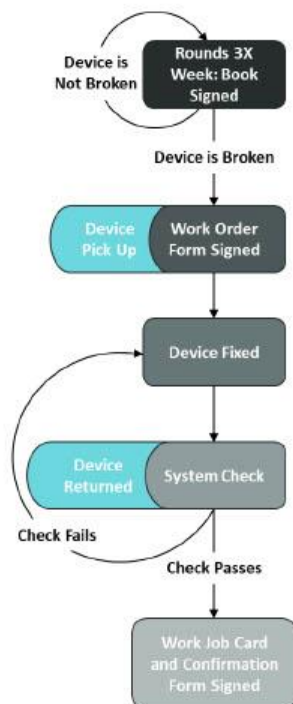 Device is
Not Broken
Rounds 3X
Week: Book
Signed
Device is Broken
Device
Pick Up
Work Order
Form Signed
Device Fixed
Device
Returned
System Check
Check Fails
Check Passes
Work Job Card
and Confirmation
Form Signed